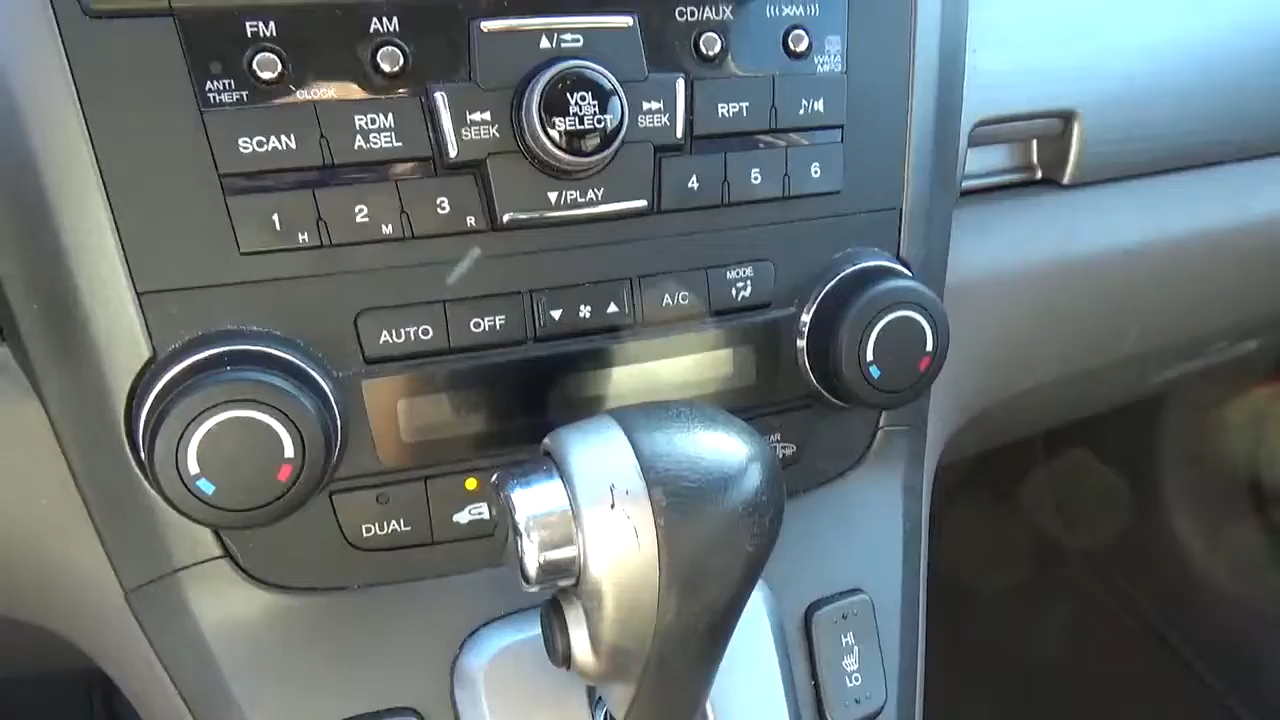 FM
AM
CD/AUX
((XM))
ANTI
THEFT
CLOCK
WMA
MP3
▲/⮌
VOL
PUSH
SELECT
SCAN
RDM
A.SEL
⏮
SEEK
⏭
SEEK
RPT
▼/PLAY
1 H
2 M
3 R
4
5
6
AUTO
OFF
▼ ▲
A/C
MODE
DUAL
HI
LO